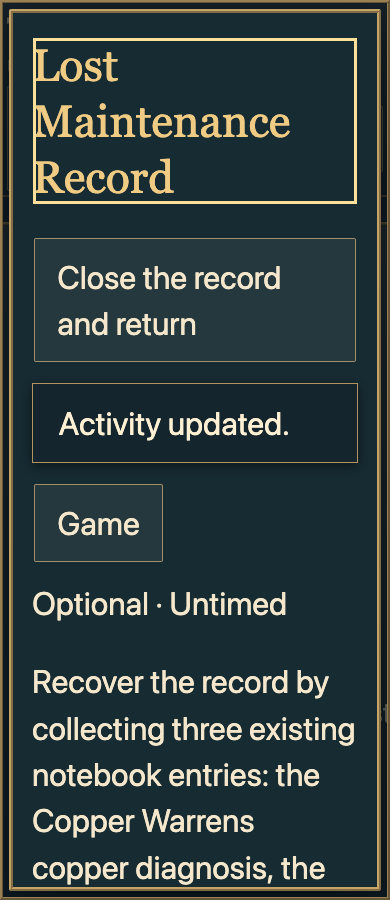 Lost
Maintenance
Record
Close the record
and return
Activity updated.
Game
Optional · Untimed
Recover the record by
collecting three existing
notebook entries: the
Copper Warrens
copper diagnosis, the